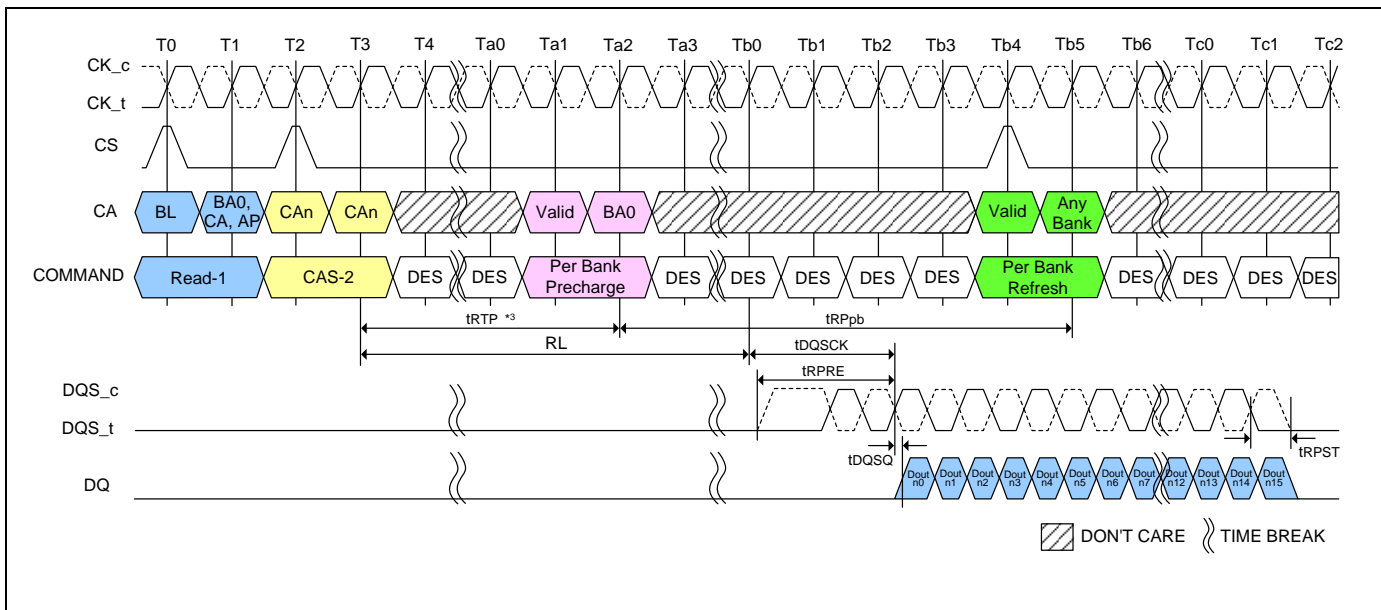 T0 T1 T2 T3 T4 Ta0 Ta1 Ta2 Ta3 Tb0 Tb1 Tb2 Tb3 Tb4 Tb5 Tb6 Tc0 Tc1 Tc2
CK_c
CK_t
CS
CA
BL
BA0,
CA, AP
CAn
CAn
Valid
BA0
Valid
Any
Bank
COMMAND
Read-1
CAS-2
DES
DES
Per Bank
Precharge
DES
DES
DES
DES
DES
Per Bank
Refresh
DES
DES
DES
DES
tRTP *3
tRPpb
RL
tDQSCK
tRPRE
DQS_c
DQS_t
tDQSQ
tRPST
DQ
Dout
n0
Dout
n1
Dout
n2
Dout
n3
Dout
n4
Dout
n5
Dout
n6
Dout
n7
Dout
n12
Dout
n13
Dout
n14
Dout
n15
DON'T CARE
TIME BREAK